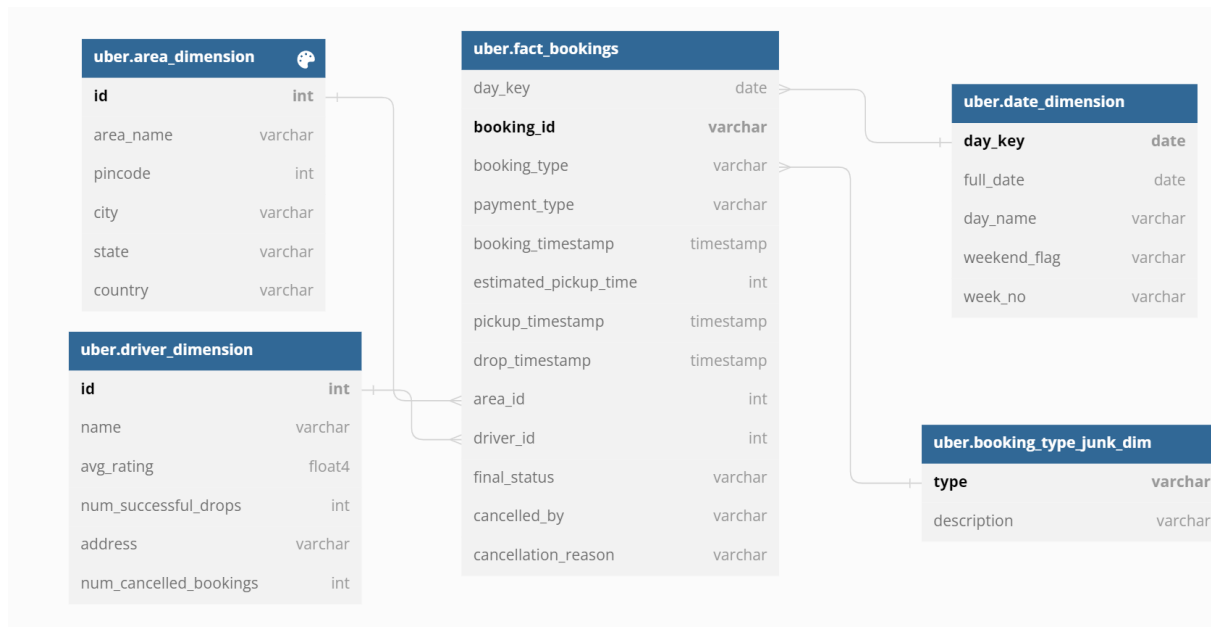 uber.area_dimension
id int
area_name varchar
pincode int
city varchar
state varchar
country varchar
uber.driver_dimension
id int
name varchar
avg_rating float4
num_successful_drops int
address varchar
num_cancelled_bookings int
uber.fact_bookings
day_key date
booking_id varchar
booking_type varchar
payment_type varchar
booking_timestamp timestamp
estimated_pickup_time int
pickup_timestamp timestamp
drop_timestamp timestamp
area_id int
driver_id int
final_status varchar
cancelled_by varchar
cancellation_reason varchar
uber.date_dimension
day_key date
full_date date
day_name varchar
weekend_flag varchar
week_no varchar
uber.booking_type_junk_dim
type varchar
description varchar